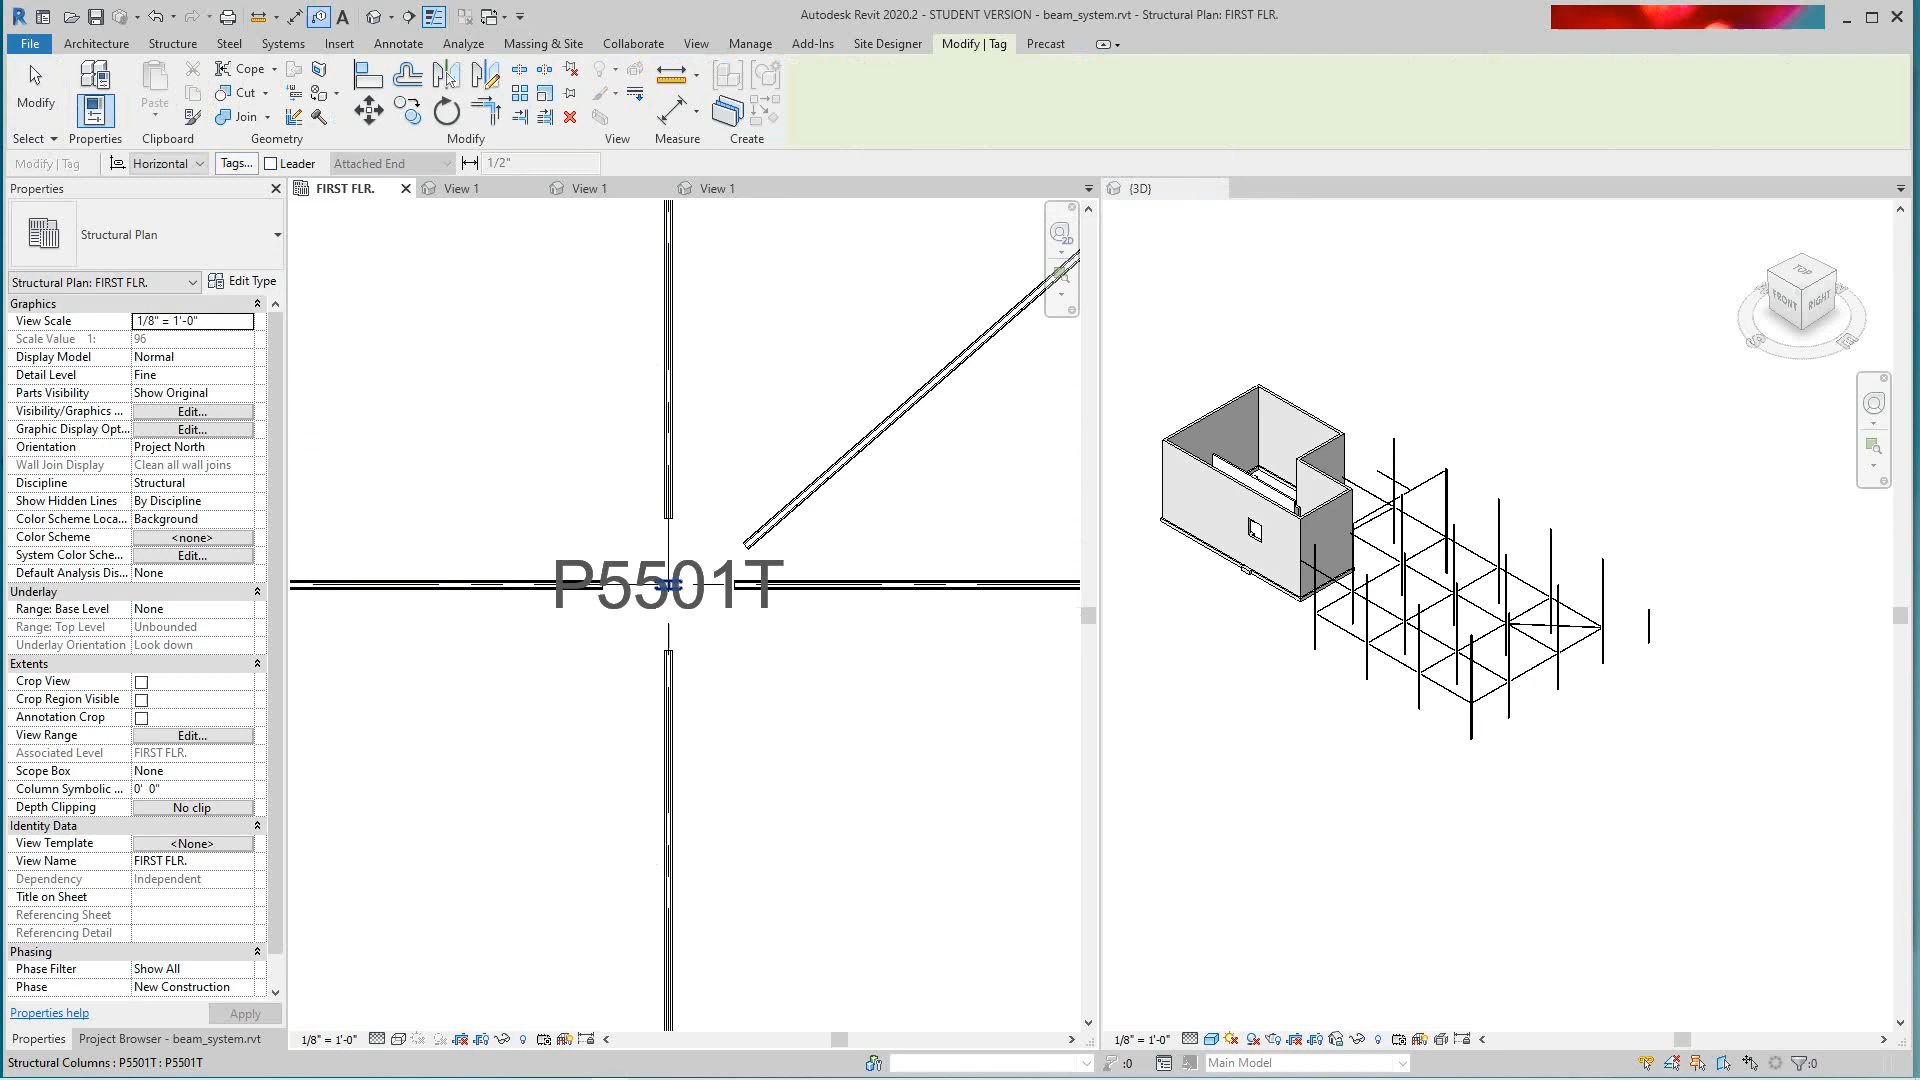 Autodesk Revit 2020.2 - STUDENT VERSION - beam_system.rvt - Structural Plan: FIRST FLR.
File Architecture Structure Steel Systems Insert Annotate Analyze Massing & Site Collaborate View Manage Add-Ins Site Designer Modify | Tag Precast
Modify Paste Cope Cut Join
Select Properties Clipboard Geometry Modify View Measure Create
Modify | Tag Horizontal Tags... Leader Attached End 1/2"
Properties FIRST FLR. View 1 View 1 View 1 {3D}
Structural Plan
Structural Plan: FIRST FLR. Edit Type
Graphics
View Scale 1/8" = 1'-0"
Scale Value 1: 96
Display Model Normal
Detail Level Fine
Parts Visibility Show Original
Visibility/Graphics ... Edit...
Graphic Display Opt... Edit...
Orientation Project North
Wall Join Display Clean all wall joins
Discipline Structural
Show Hidden Lines By Discipline
Color Scheme Loca... Background
Color Scheme <none>
System Color Sche... Edit...
Default Analysis Dis... None
Underlay
Range: Base Level None
Range: Top Level Unbounded
Underlay Orientation Look down
Extents
Crop View
Crop Region Visible
Annotation Crop
View Range Edit...
Associated Level FIRST FLR.
Scope Box None
Column Symbolic ... 0' 0"
Depth Clipping No clip
Identity Data
View Template <None>
View Name FIRST FLR.
Dependency Independent
Title on Sheet
Referencing Sheet
Referencing Detail
Phasing
Phase Filter Show All
Phase New Construction
Properties help Apply
Properties Project Browser - beam_system.rvt
P5501T
2D
TOP
FRONT RIGHT
1/8" = 1'-0" 1/8" = 1'-0"
Structural Columns : P5501T : P5501T :0 Main Model :0